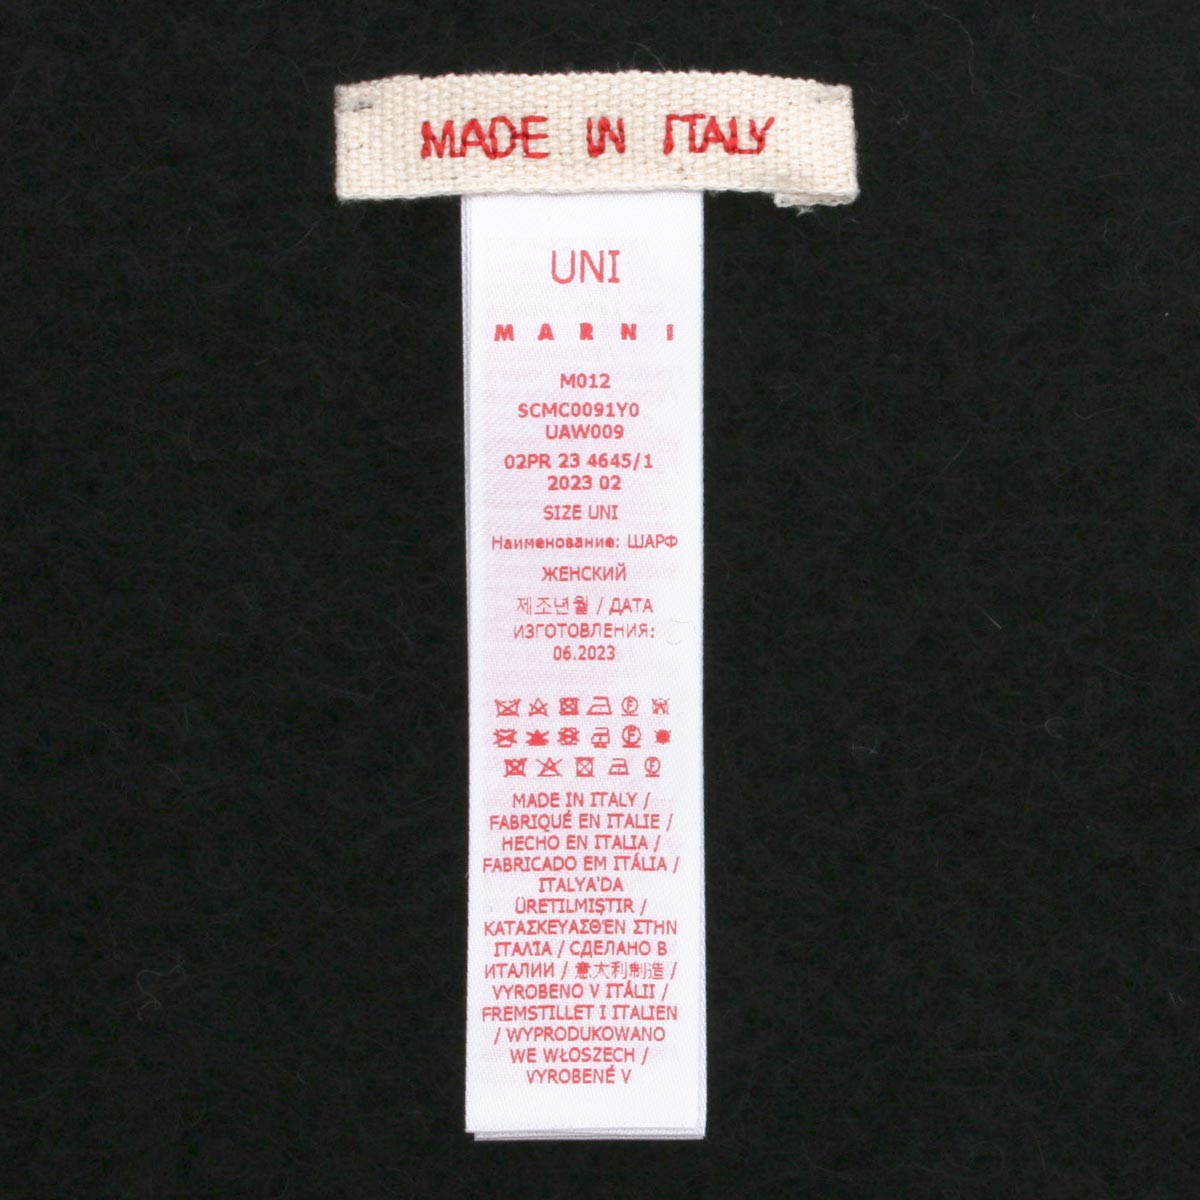 MADE IN ITALY
UNI
MARNI
M012
SCMC0091Y0
UAW009
02PR 23 4645/1
2023 02
SIZE UNI
Наименование: ШАРФ
ЖЕНСКИЙ
제조년월 / ДАТА
ИЗГОТОВЛЕНИЯ:
06.2023
MADE IN ITALY /
FABRIQUÉ EN ITALIE /
HECHO EN ITALIA /
FABRICADO EM ITÁLIA /
ITALYA'DA
ÜRETILMIŞTIR /
ΚΑΤΑΣΚΕΥΑΣΘΈΝ ΣΤΗΝ
ΙΤΑΛΊΑ / СДЕЛАНО В
ИТАЛИИ / 意大利制造 /
VYROBENO V ITÁLII /
FREMSTILLET I ITALIEN
/ WYPRODUKOWANO
WE WŁOSZECH /
VYROBENÉ V